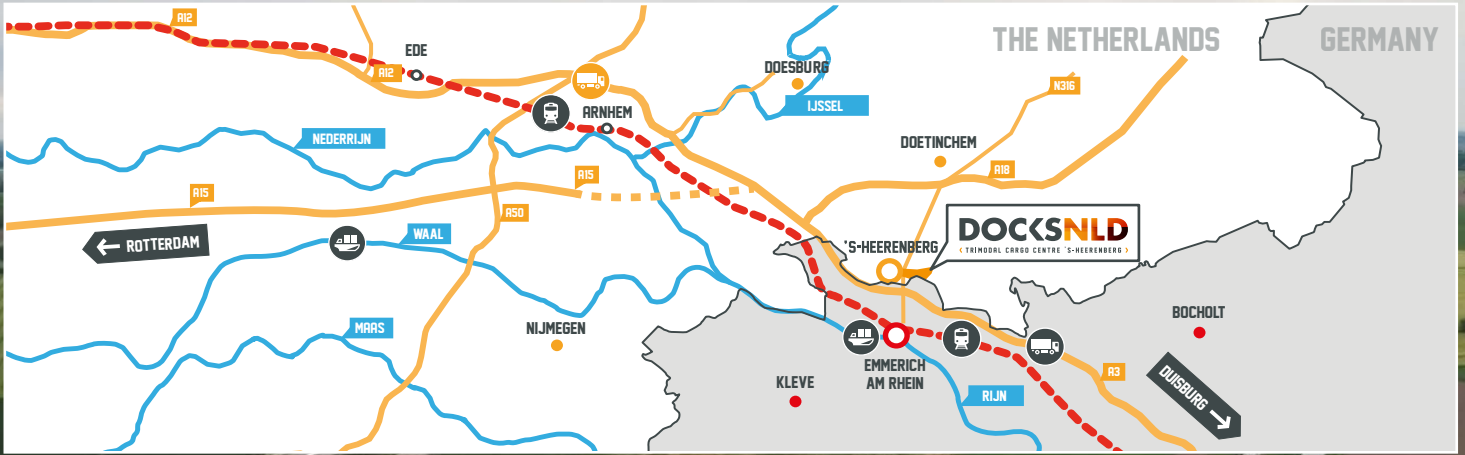 A12
THE NETHERLANDS
GERMANY
EDE
A12
DOESBURG
N316
IJSSEL
ARNHEM
NEDERRIJN
DOETINCHEM
A18
A15
A15
A50
DOCKSNLD
‹ TRIMODAL CARGO CENTRE 'S-HEERENBERG ›
← ROTTERDAM
WAAL
'S-HEERENBERG
BOCHOLT
MAAS
NIJMEGEN
EMMERICH
AM RHEIN
KLEVE
A3
DUISBURG →
RIJN